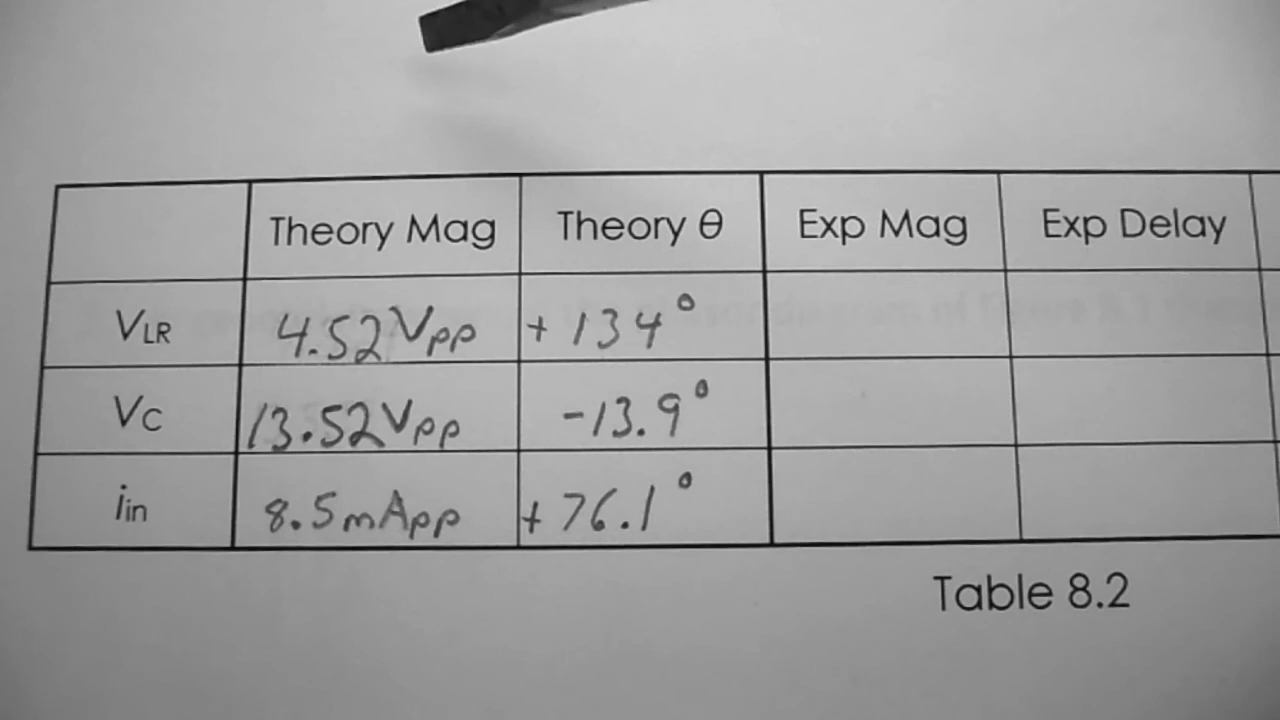 Theory Mag Theory θ Exp Mag Exp Delay
VLR 4.52Vpp +134°
VC 13.52Vpp -13.9°
iin 8.5mApp +76.1°
Table 8.2